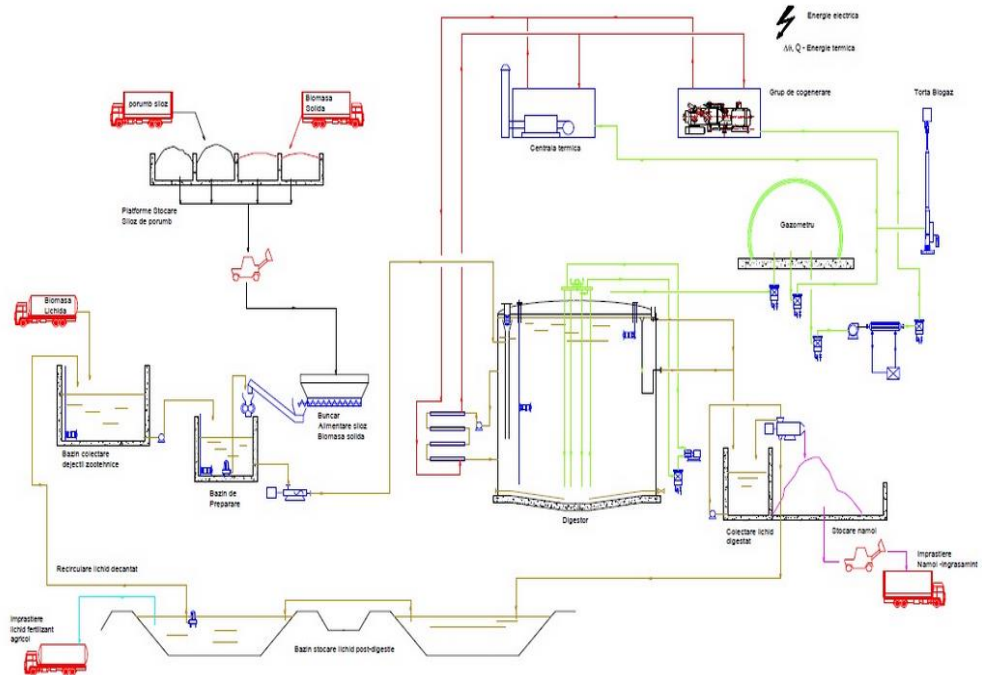 Energie electrica
Δh, Q - Energie termica
porumb siloz
Biomasa
Solida
Grup de cogenerare
Torta Biogaz
Centrala termica
Platforme Stocare
Siloz de porumb
Gazometru
Biomasa
Lichida
Buncar
Alimentare siloz
Biomasa solida
Bazin colectare
dejectii zootehnice
Bazin de
Preparare
Digestor
Colectare lichid
digestat
Stocare namol
Imprastiere
Namol -ingrasamint
Recirculare lichid decantat
Imprastiere
lichid fertilizant
agricol
Bazin stocare lichid post-digestie